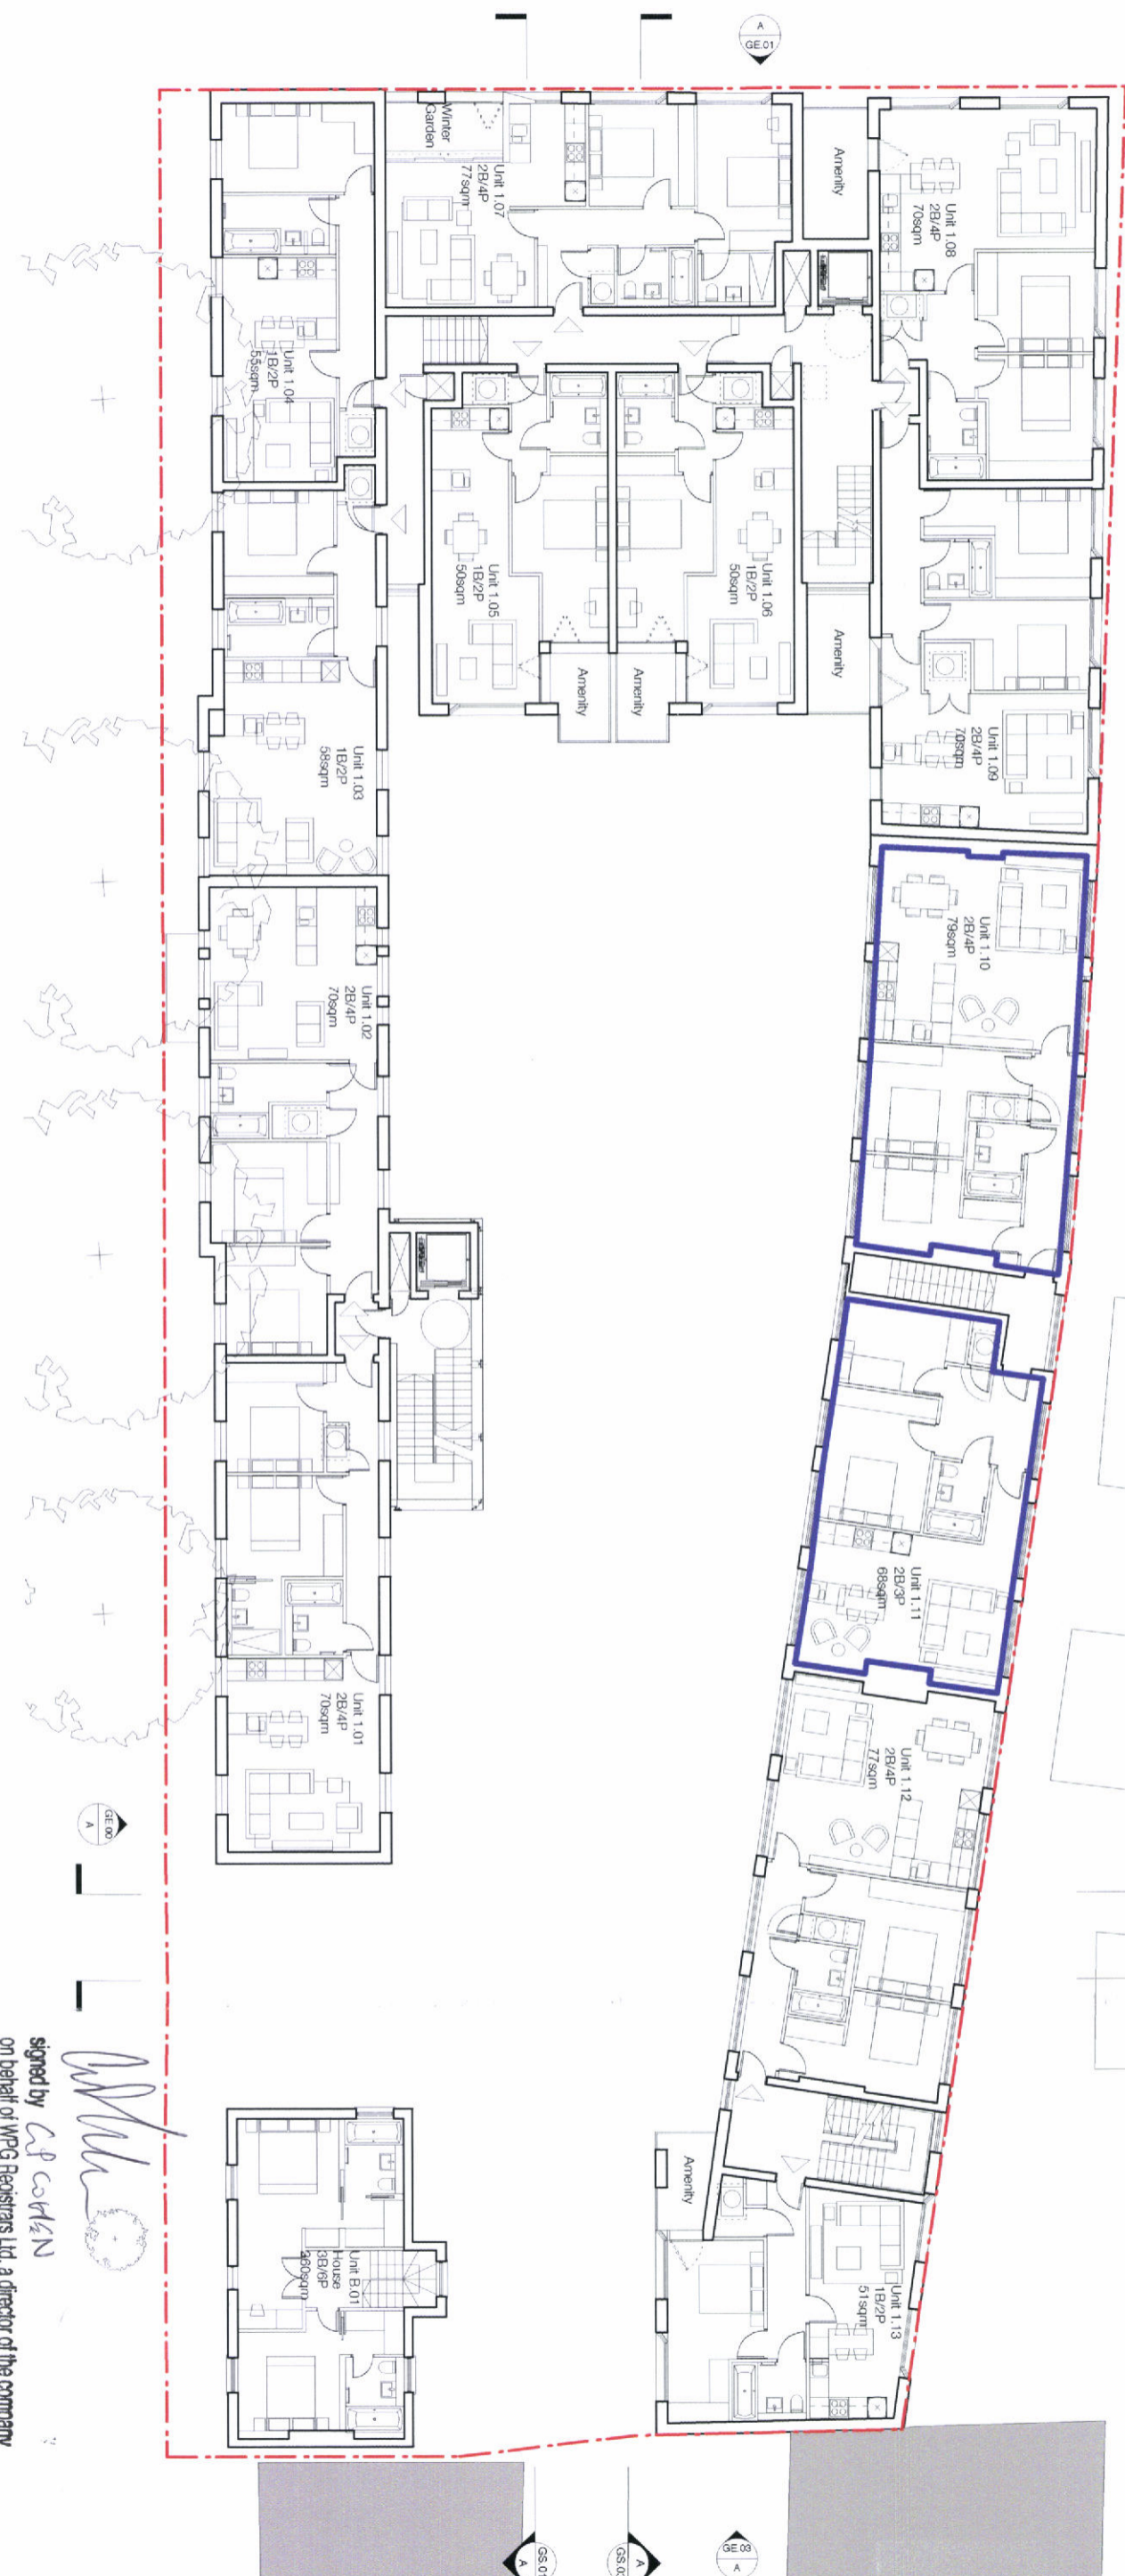 A
GE.01
Winter
Garden
Unit 1.07
2B/4P
77sqm
Amenity
Unit 1.08
2B/4P
70sqm
Unit 1.04
1B/2P
55sqm
Unit 1.05
1B/2P
50sqm
Unit 1.06
1B/2P
50sqm
Amenity
Amenity
Amenity
Unit 1.03
1B/2P
58sqm
Unit 1.09
2B/4P
70sqm
Unit 1.02
2B/4P
70sqm
Unit 1.10
2B/4P
79sqm
Unit 1.11
2B/3P
68sqm
Unit 1.01
2B/4P
70sqm
Unit 1.12
2B/4P
77sqm
GE.00
A
signed by
on behalf of WPG Registrars Ltd. a director of the company
Unit B.01
House
3B/6P
Amenity
Unit 1.13
1B/2P
51sqm
GS.01
A
A
GE.03
A